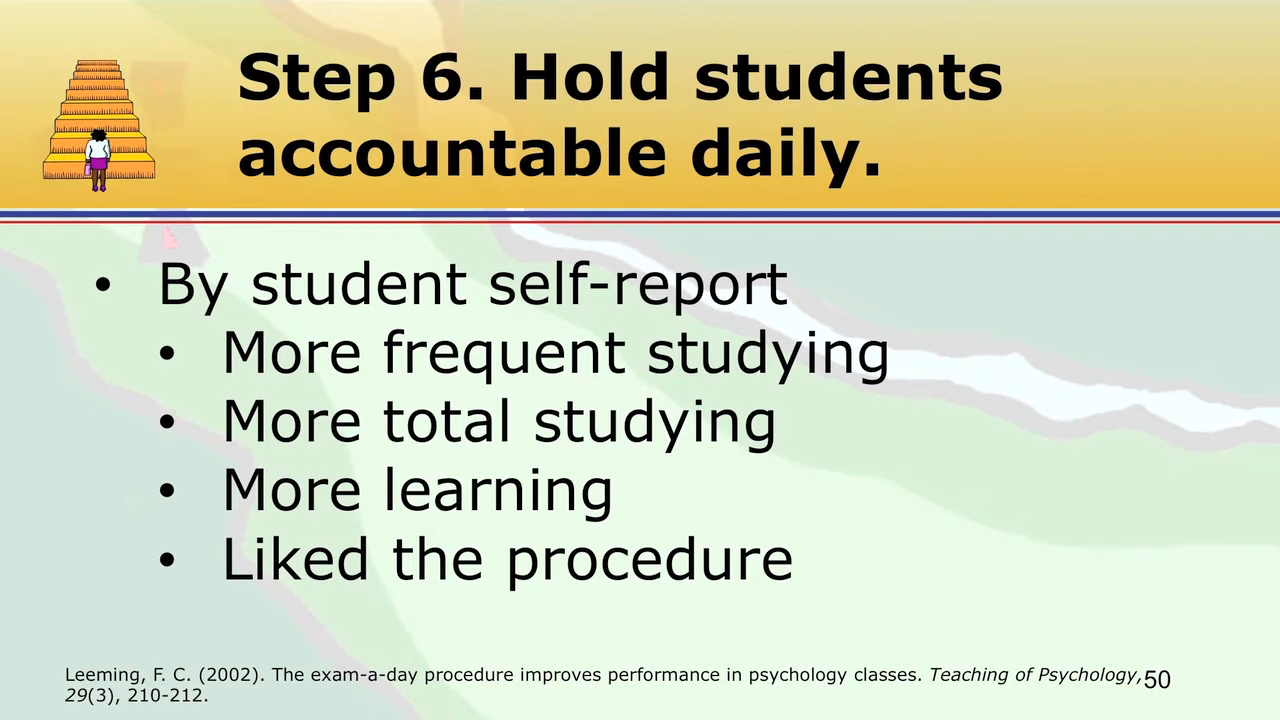 Step 6. Hold students
accountable daily.
• By student self-report
• More frequent studying
• More total studying
• More learning
• Liked the procedure
Leeming, F. C. (2002). The exam-a-day procedure improves performance in psychology classes. Teaching of Psychology,
29(3), 210-212.
50